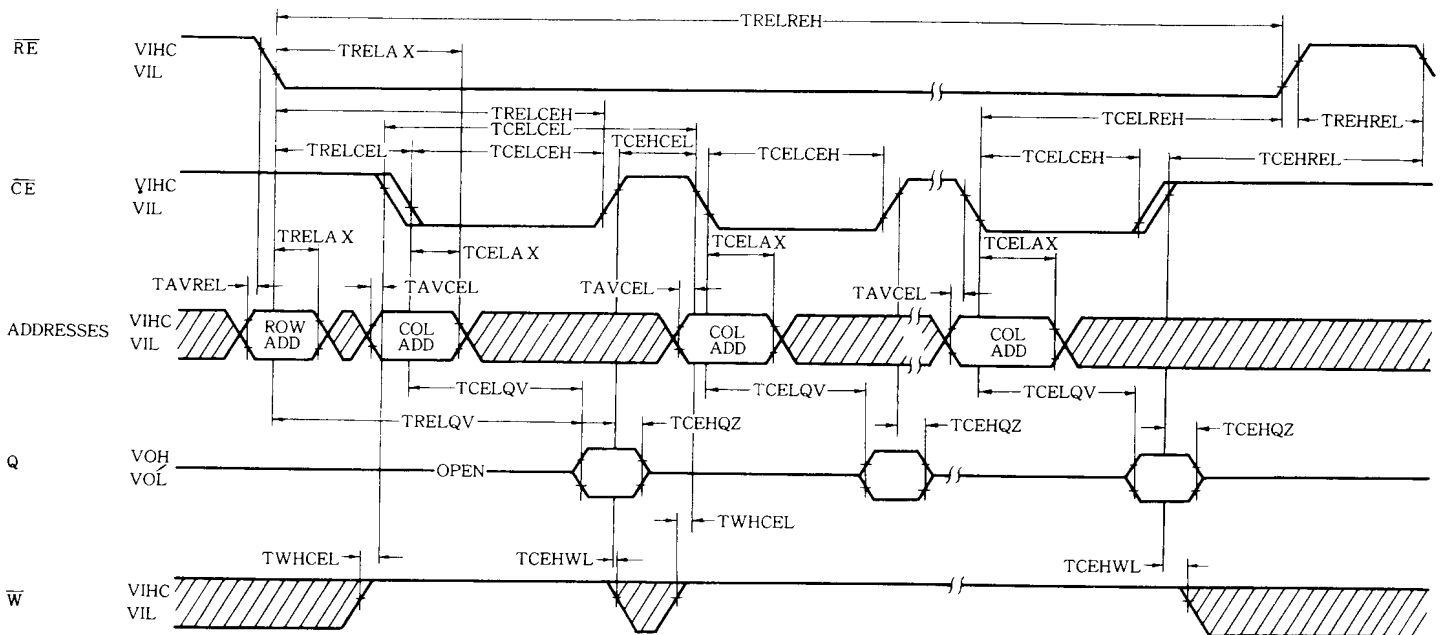 TRELREH
RE
VIHC
VIL
TRELAX
TRELCEH
TCELCEL
TCELREH
TREHREL
TCEHCEL
TRELCEL
TCELCEH
TCELCEH
TCELCEH
TCEHREL
CE
VIHC
VIL
TRELAX
TCELAX
TCELAX
TCELAX
TAVREL
TAVCEL
TAVCEL
TAVCEL
ADDRESSES
VIHC
VIL
ROW
ADD
COL
ADD
COL
ADD
COL
ADD
TCELQV
TCELQV
TCELQV
TRELQV
TCEHQZ
TCEHQZ
TCEHQZ
Q
VOH
VOL
OPEN
TWHCEL
TWHCEL
TCEHWL
TCEHWL
W
VIHC
VIL